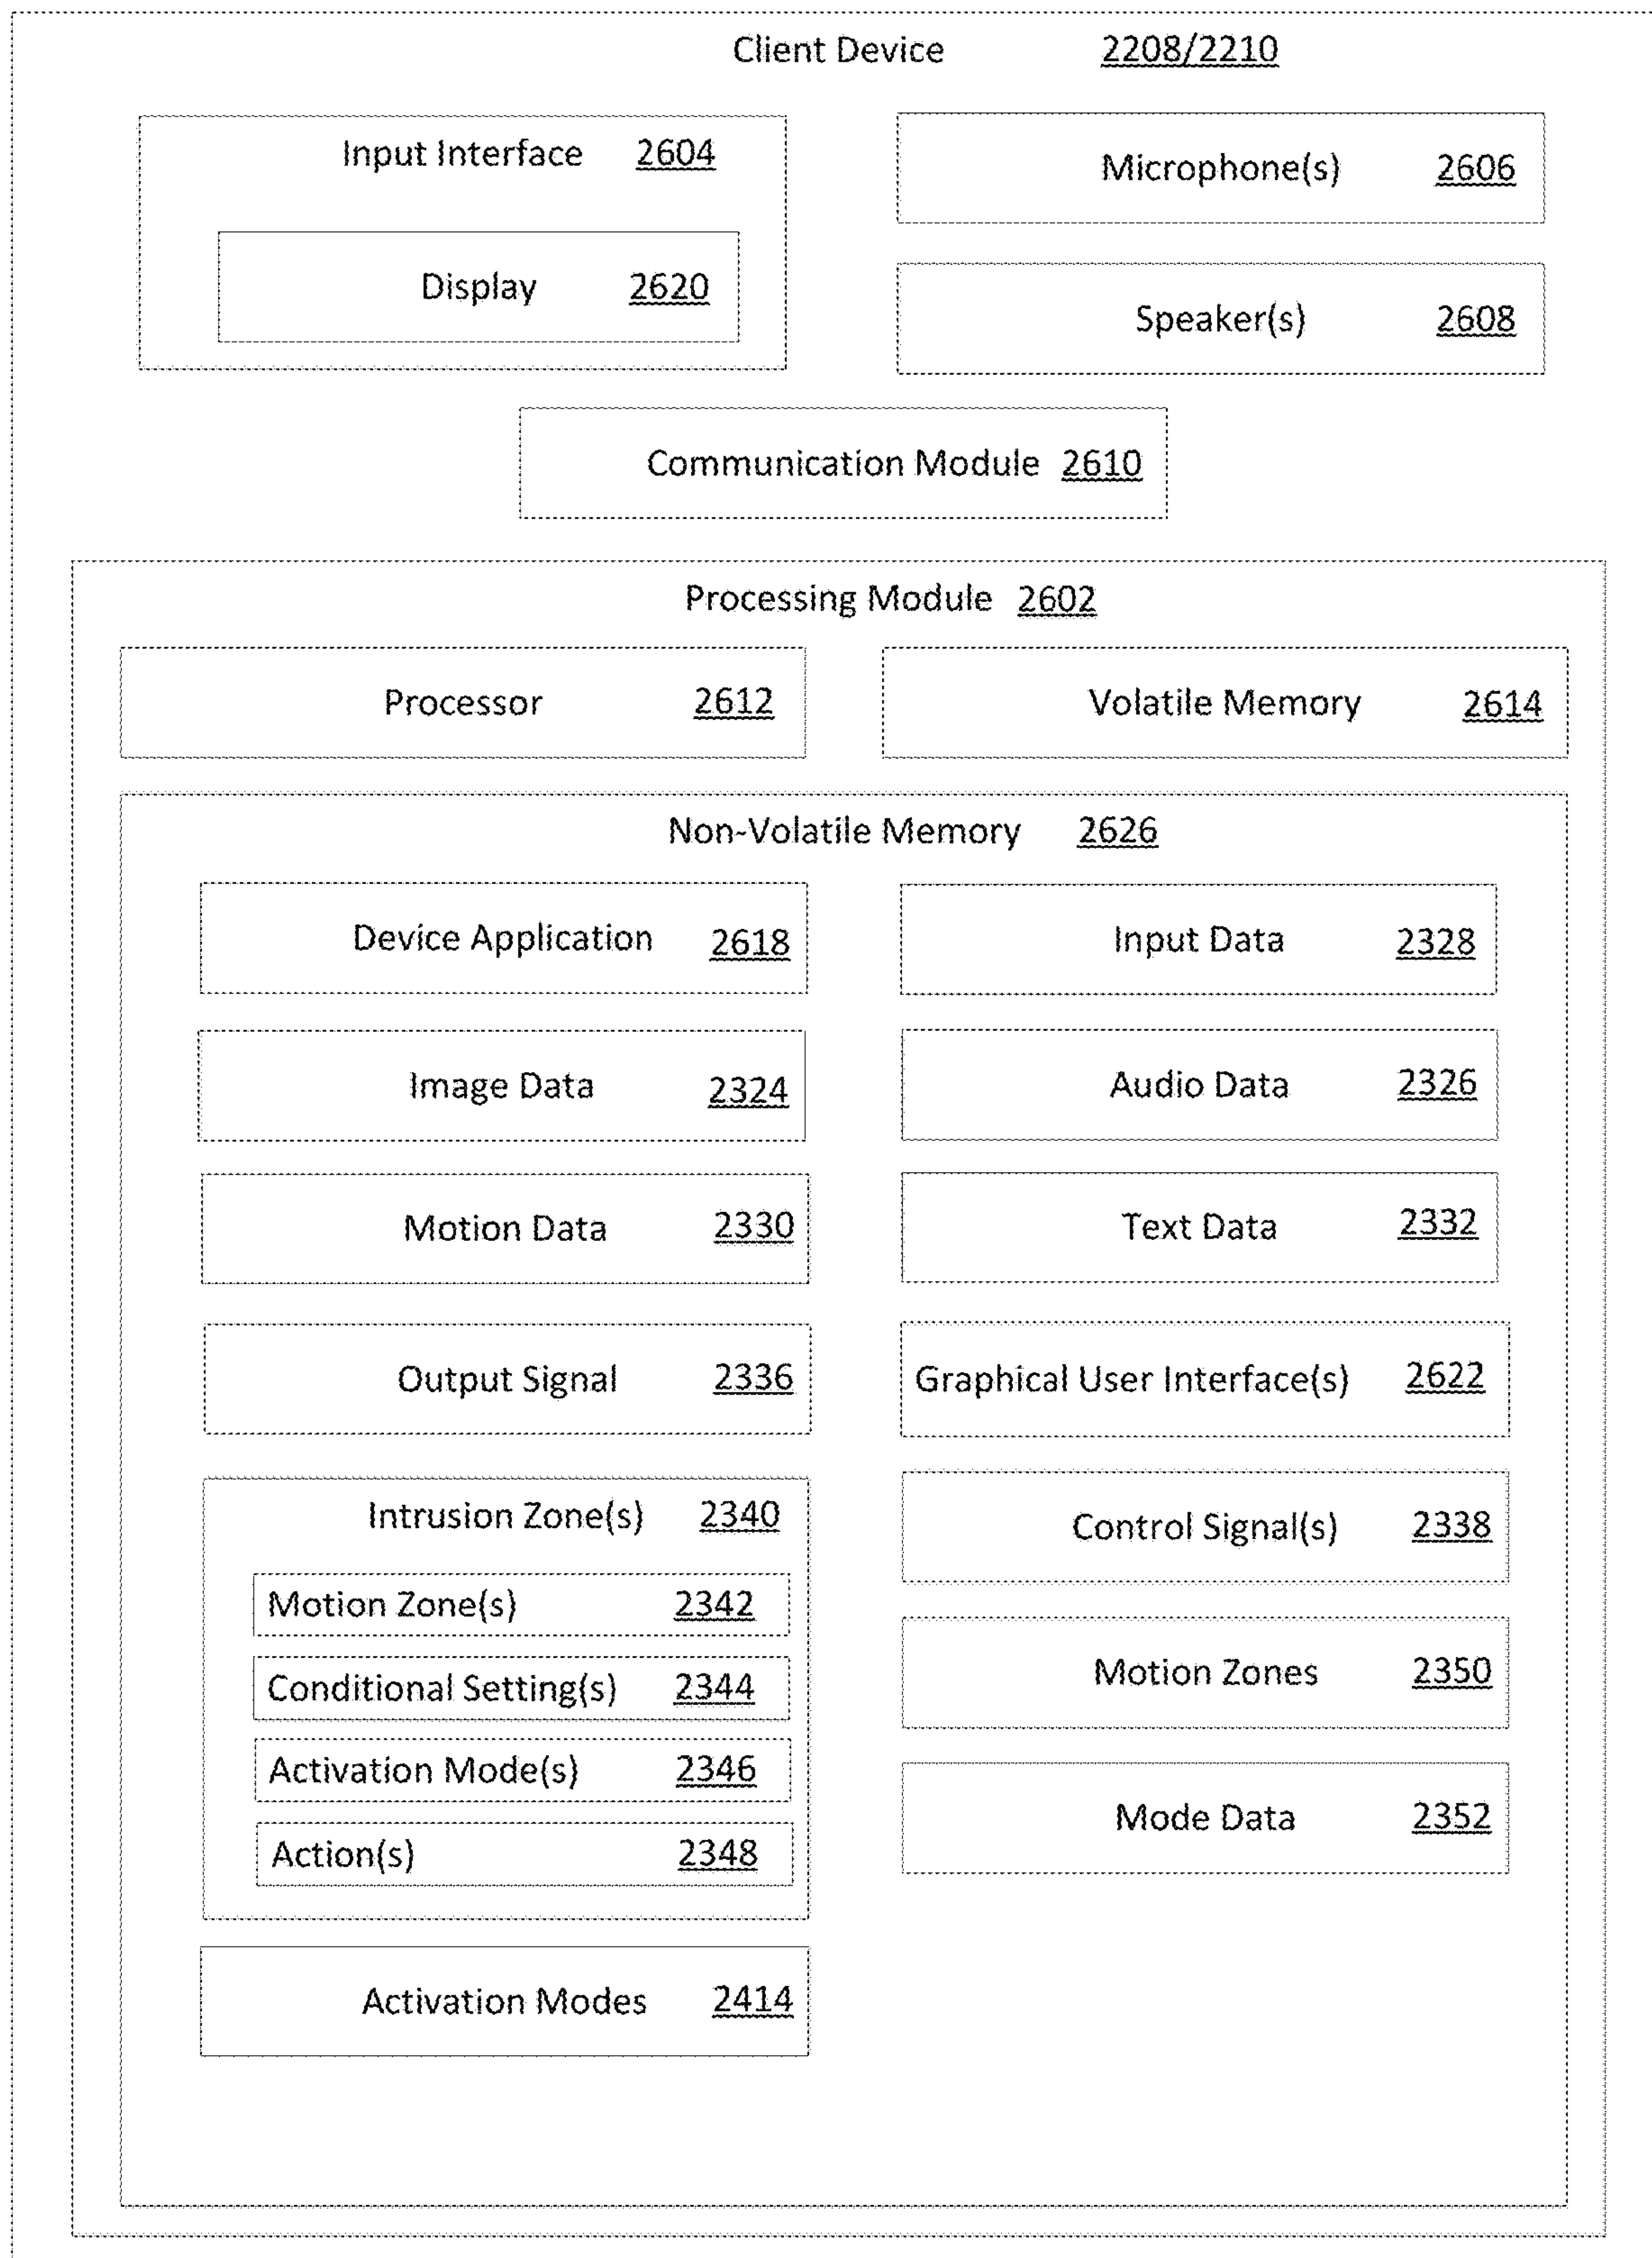 Client Device 2208/2210
Input Interface 2604
Display 2620
Microphone(s) 2606
Speaker(s) 2608
Communication Module 2610
Processing Module 2602
Processor 2612
Volatile Memory 2614
Non-Volatile Memory 2626
Device Application 2618
Input Data 2328
Image Data 2324
Audio Data 2326
Motion Data 2330
Text Data 2332
Output Signal 2336
Graphical User Interface(s) 2622
Intrusion Zone(s) 2340
Motion Zone(s) 2342
Conditional Setting(s) 2344
Activation Mode(s) 2346
Action(s) 2348
Control Signal(s) 2338
Motion Zones 2350
Mode Data 2352
Activation Modes 2414